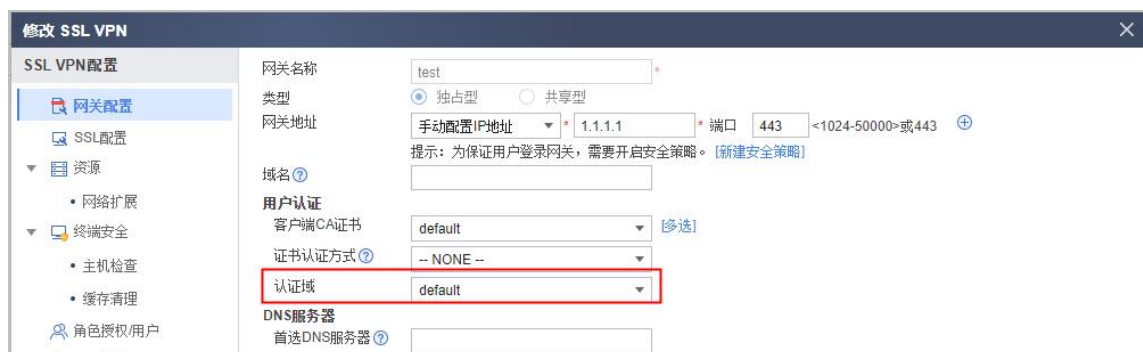 修改 SSL VPN
SSL VPN配置
网关配置
SSL配置
资源
• 网络扩展
终端安全
• 主机检查
• 缓存清理
角色授权/用户
网关名称 test *
类型 独占型 共享型
网关地址 手动配置IP地址 * 1.1.1.1 * 端口 443 <1024-50000>或443
提示：为保证用户登录网关，需要开启安全策略。[新建安全策略]
域名
用户认证
客户端CA证书 default [多选]
证书认证方式 -- NONE --
认证域 default
DNS服务器
首选DNS服务器